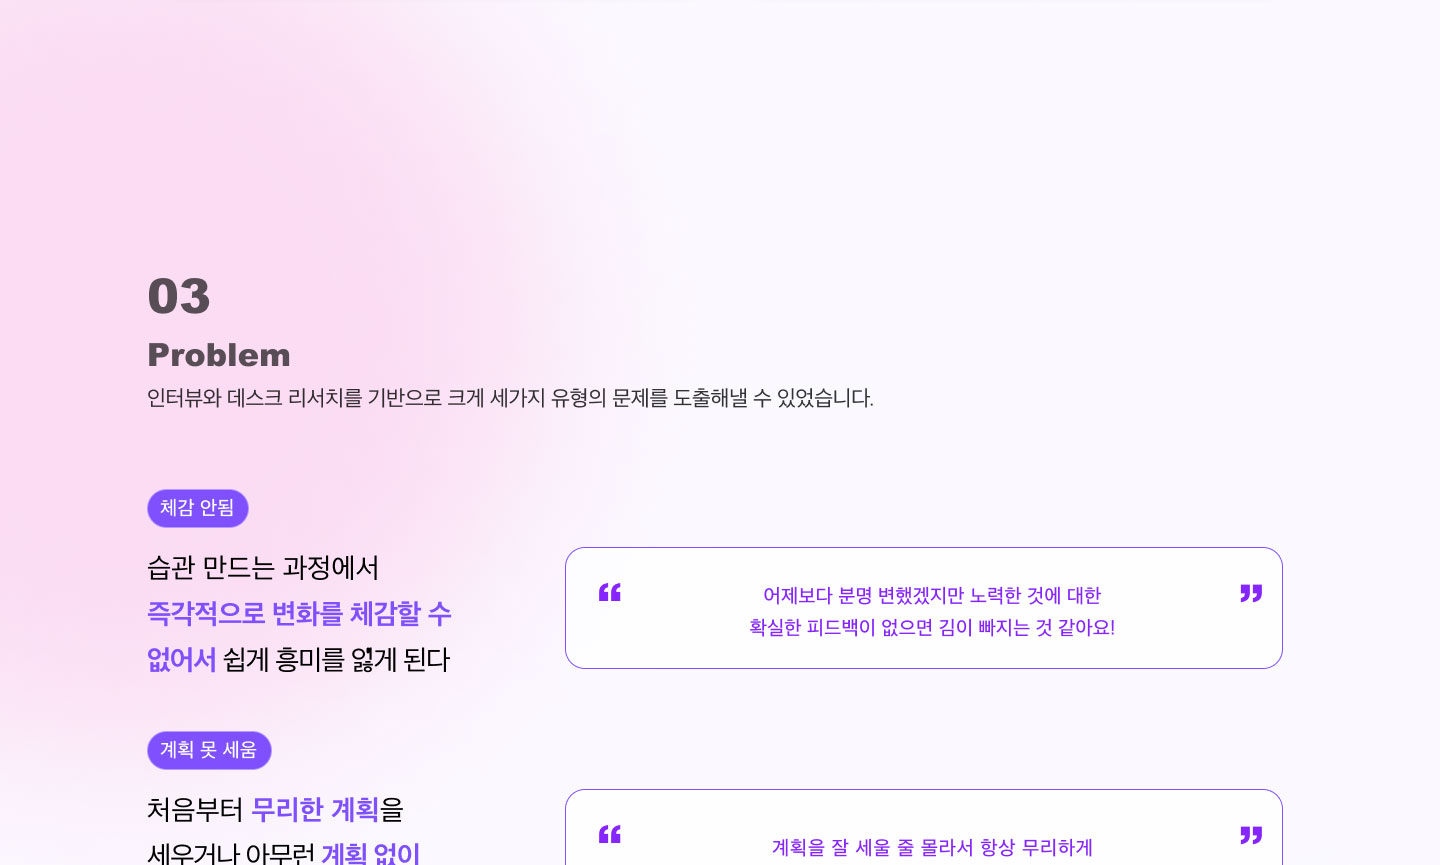 03
Problem
인터뷰와 데스크 리서치를 기반으로 크게 세가지 유형의 문제를 도출해낼 수 있었습니다.
체감 안됨
습관 만드는 과정에서
즉각적으로 변화를 체감할 수
없어서 쉽게 흥미를 잃게 된다
“ 어제보다 분명 변했겠지만 노력한 것에 대한 ”
확실한 피드백이 없으면 김이 빠지는 것 같아요!
계획 못 세움
처음부터 무리한 계획을
세우거나 아무런 계획 없이
“ 계획을 잘 세울 줄 몰라서 항상 무리하게 ”